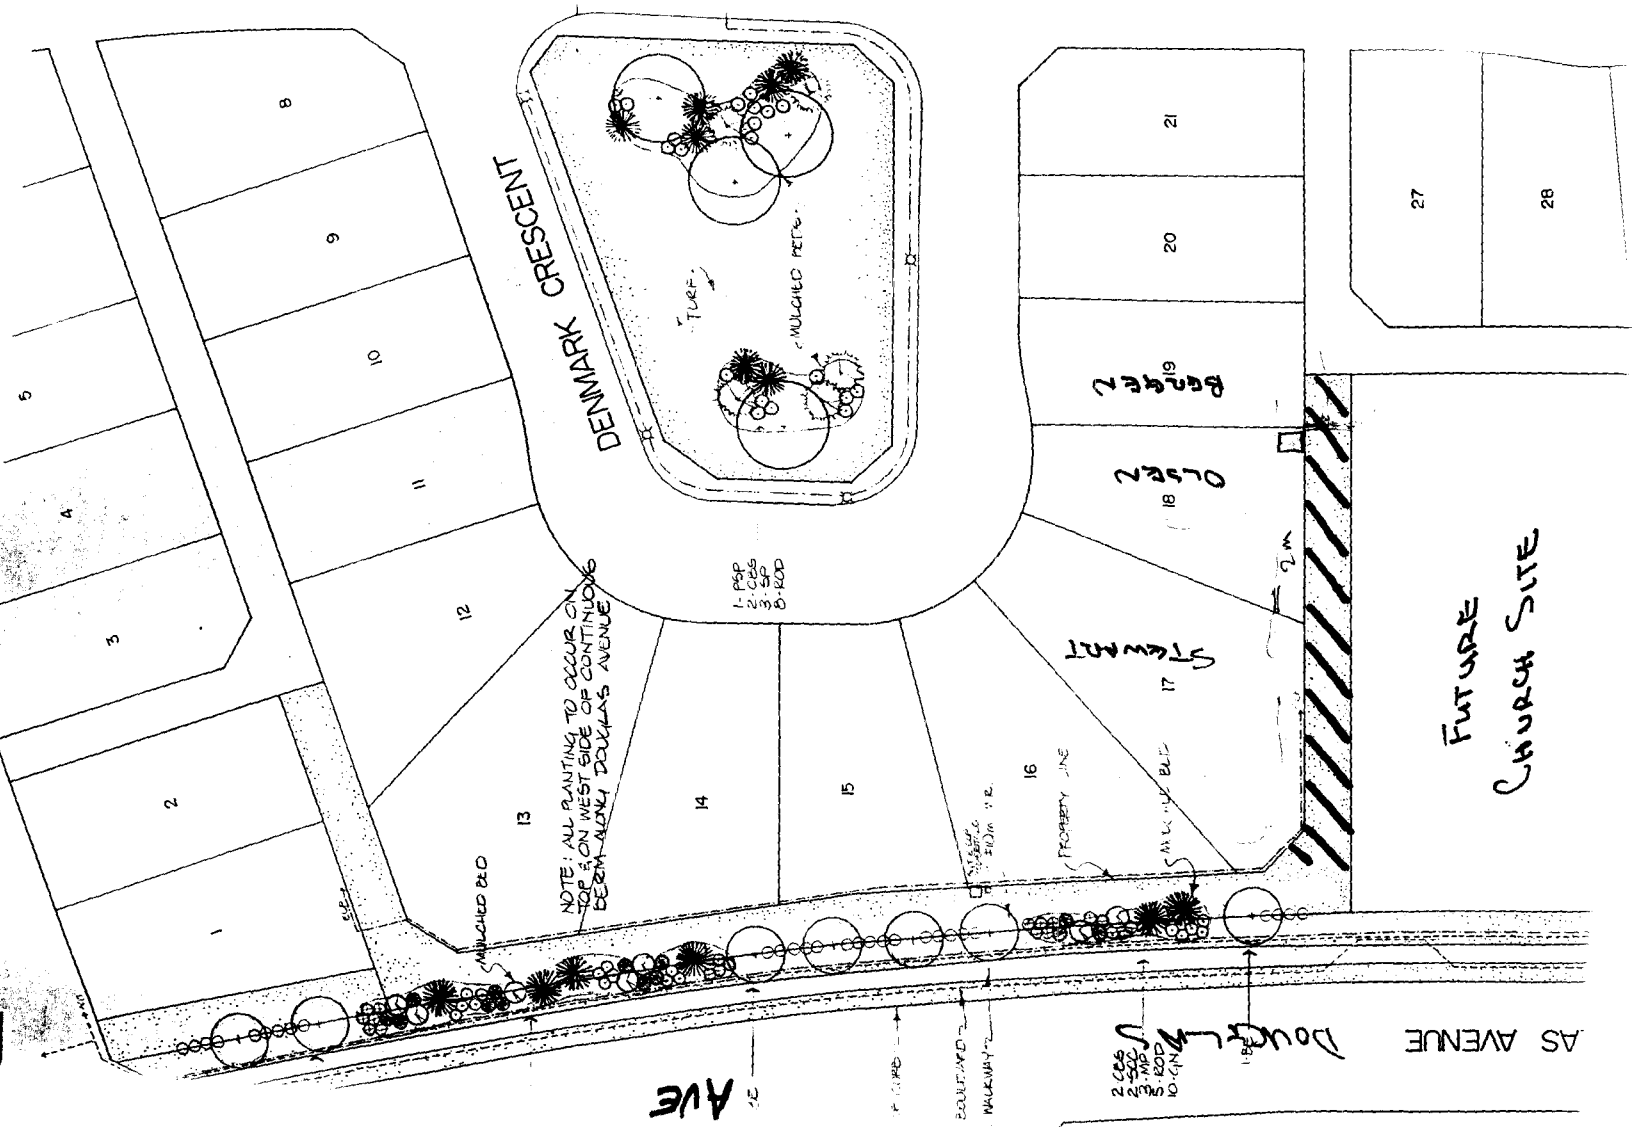 8
9
10
11
12
13
14
15
16
17
18
19
20
21
27
28
5
4
3
2
1
DENMARK CRESCENT
TURF.
MULCHED BEDS.
BERGEN
OLSEN
STEWART
2m
FUTURE
CHURCH SITE
1-PSP
2-CBS
3-SP
8-ROD
NOTE: ALL PLANTING TO OCCUR ON
TOP & ON WEST SIDE OF CONTINUOUS
BERM ALONG DOUGLAS AVENUE
MULCHED BED
PROPERTY LINE
BOULEVARD
WALKWAY
2-CBS
3-MP
5-ROD
AVE
DOUGLAS
AS AVENUE